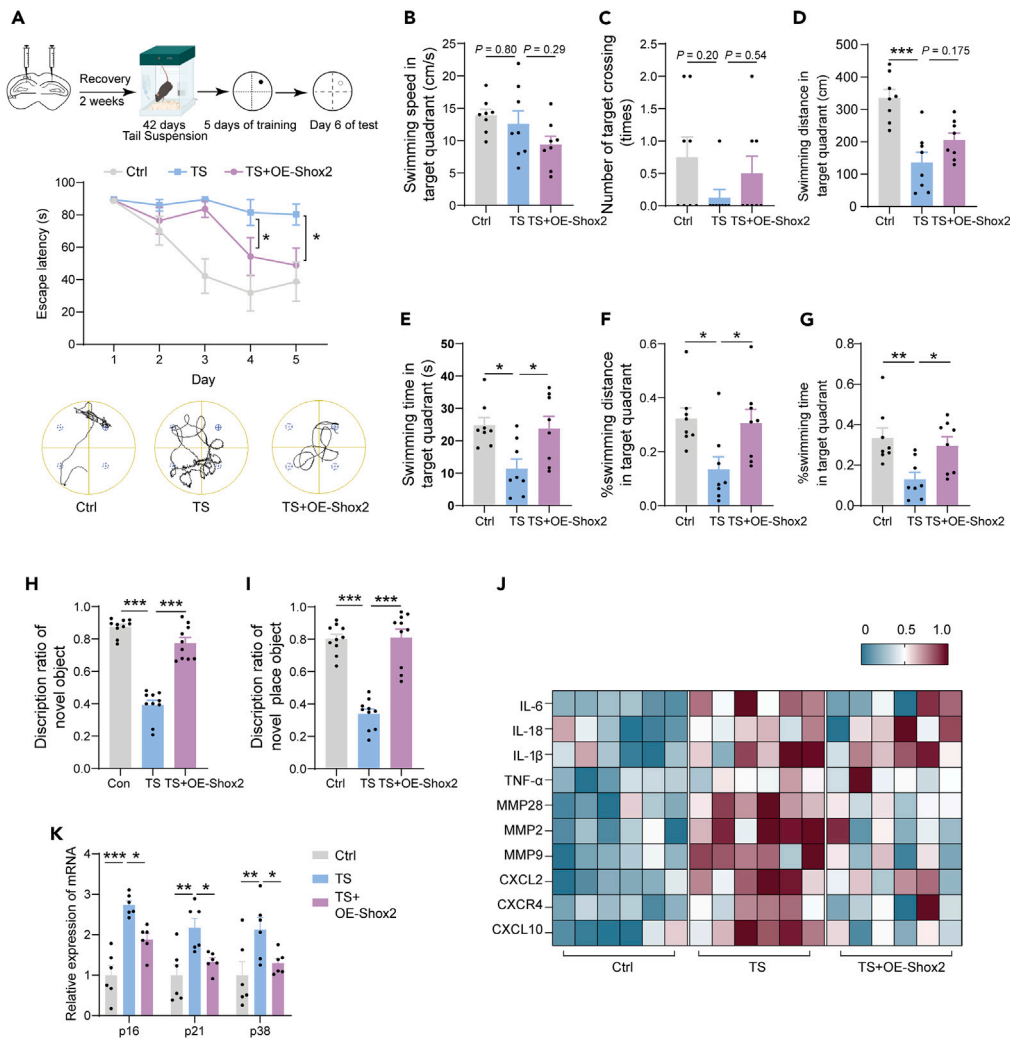 A
Recovery
2 weeks
42 days
Tail Suspension
5 days of training
Day 6 of test
Ctrl
TS
TS+OE-Shox2
Escape latency (s)
100
80
60
40
20
0
*
*
1
2
3
4
5
Day
Ctrl
TS
TS+OE-Shox2
B
Swimming speed in
target quadrant (cm/s)
25
20
15
10
5
0
P = 0.80
P = 0.29
Ctrl
TS
TS+OE-Shox2
C
Number of target crossing
(times)
2.5
2.0
1.5
1.0
0.5
0.0
P = 0.20
P = 0.54
Ctrl
TS
TS+OE-Shox2
D
Swimming distance in
target quadrant (cm)
500
400
300
200
100
0
***
P = 0.175
Ctrl
TS
TS+OE-Shox2
E
Swimming time in
target quadrant (s)
50
40
30
20
10
0
*
*
Ctrl
TS
TS+OE-Shox2
F
%swimming distance
in target quadrant
0.6
0.4
0.2
0.0
*
*
Ctrl
TS
TS+OE-Shox2
G
%swimming time
in target quadrant
0.8
0.6
0.4
0.2
0.0
**
*
Ctrl
TS
TS+OE-Shox2
H
Discription ratio of
novel object
1.0
0.8
0.6
0.4
0.2
0.0
***
***
Con
TS
TS+OE-Shox2
I
Discription ratio of
novel place object
1.0
0.8
0.6
0.4
0.2
0.0
***
***
Ctrl
TS
TS+OE-Shox2
J
0
0.5
1.0
IL-6
IL-18
IL-1β
TNF-α
MMP28
MMP2
MMP9
CXCL2
CXCR4
CXCL10
Ctrl
TS
TS+OE-Shox2
K
Relative expression of mRNA
4
3
2
1
0
***
*
**
*
**
*
p16
p21
p38
Ctrl
TS
TS+
OE-Shox2